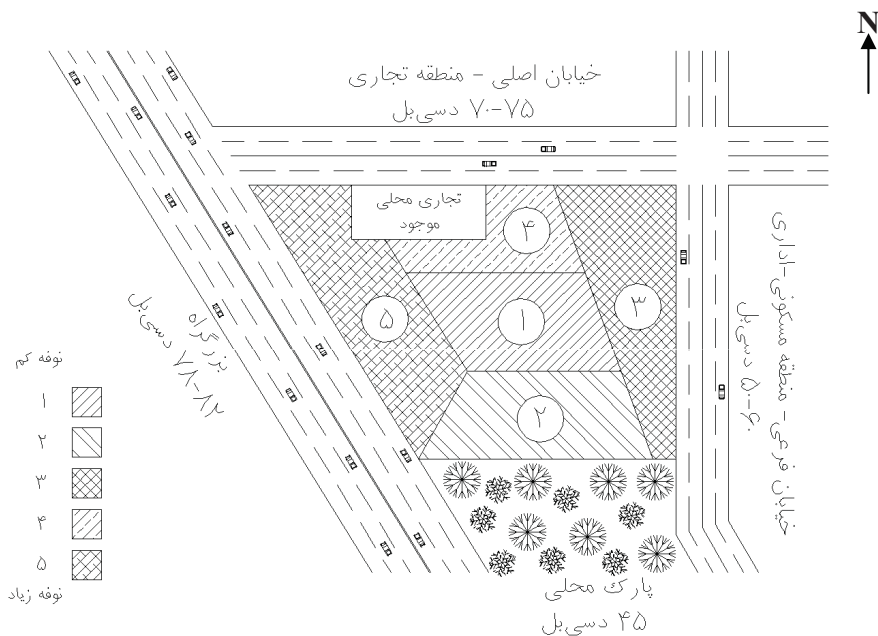 N
خیابان اصلی - منطقه تجاری
۷۰-۷۵ دسی‌بل
تجاری محلی
موجود
۴
۳
۵
۱
۲
خیابان فرعی- منطقه مسکونی-اداری
۵۰-۶۰ دسی‌بل
بزرگراه
۷۸-۸۲ دسی‌بل
نوفه کم
۱
۲
۳
۴
۵
نوفه زیاد
پارک محلی
۴۵ دسی‌بل